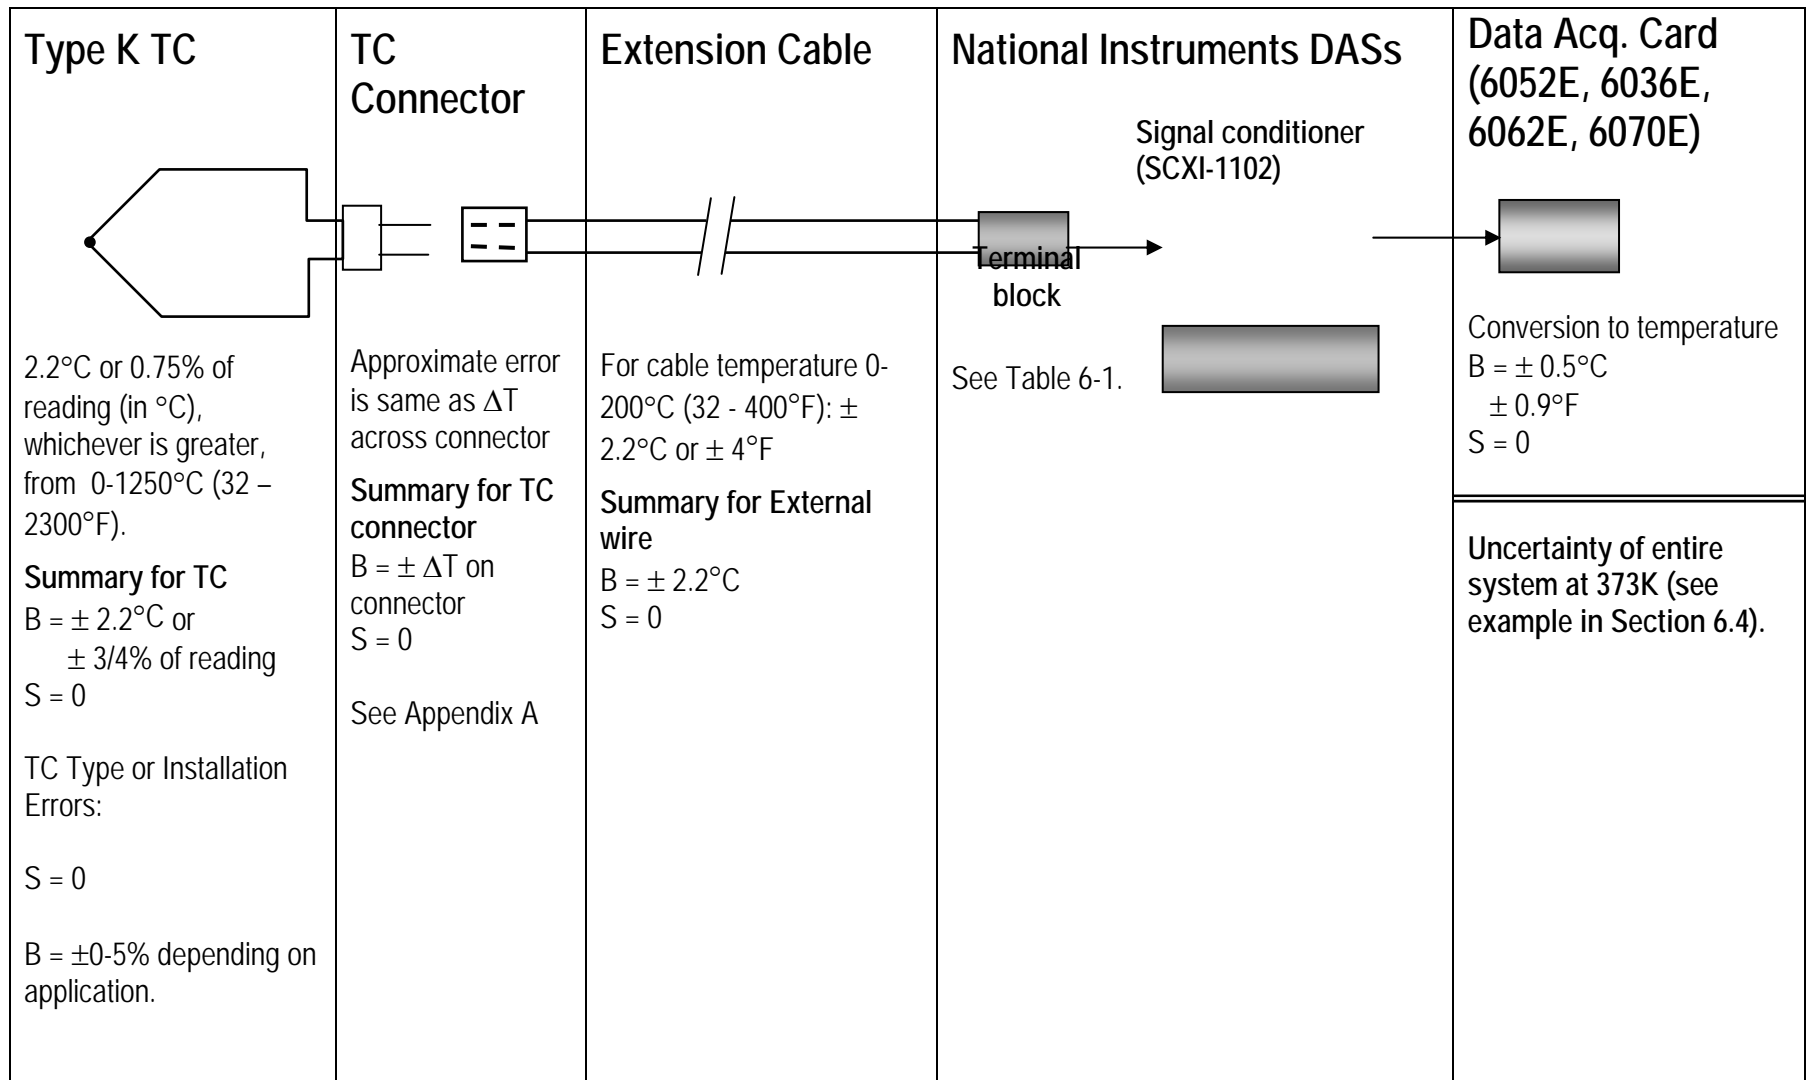 Type K TC
2.2°C or 0.75% of
reading (in °C),
whichever is greater,
from 0-1250°C (32 –
2300°F).
Summary for TC
B = ± 2.2°C or
± 3/4% of reading
S = 0
TC Type or Installation
Errors:
S = 0
B = ±0-5% depending on
application.
TC
Connector
Approximate error
is same as ΔT
across connector
Summary for TC
connector
B = ± ΔT on
connector
S = 0
See Appendix A
Extension Cable
For cable temperature 0-
200°C (32 - 400°F): ±
2.2°C or ± 4°F
Summary for External
wire
B = ± 2.2°C
S = 0
National Instruments DASs
Signal conditioner
(SCXI-1102)
Terminal
block
See Table 6-1.
Data Acq. Card
(6052E, 6036E,
6062E, 6070E)
Conversion to temperature
B = ± 0.5°C
± 0.9°F
S = 0
Uncertainty of entire
system at 373K (see
example in Section 6.4).